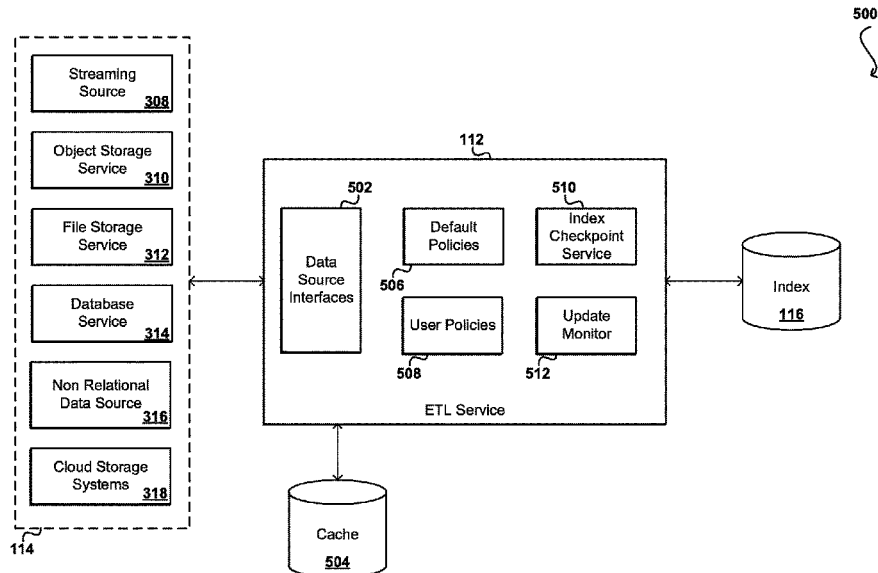 500
Streaming
Source
308
Object Storage
Service
310
File Storage
Service
312
Database
Service
314
Non Relational
Data Source
316
Cloud Storage
Systems
318
114
112
502
Data
Source
Interfaces
Default
Policies
506
510
Index
Checkpoint
Service
User Policies
508
Update
Monitor
512
ETL Service
Index
116
Cache
504